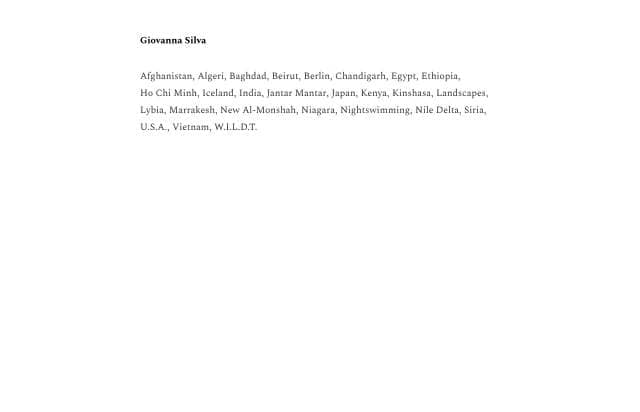 Giovanna Silva
Afghanistan, Algeri, Baghdad, Beirut, Berlin, Chandigarh, Egypt, Ethiopia,
Ho Chi Minh, Iceland, India, Jantar Mantar, Japan, Kenya, Kinshasa, Landscapes,
Lybia, Marrakesh, New Al-Monshah, Niagara, Nightswimming, Nile Delta, Siria,
U.S.A., Vietnam, W.I.L.D.T.